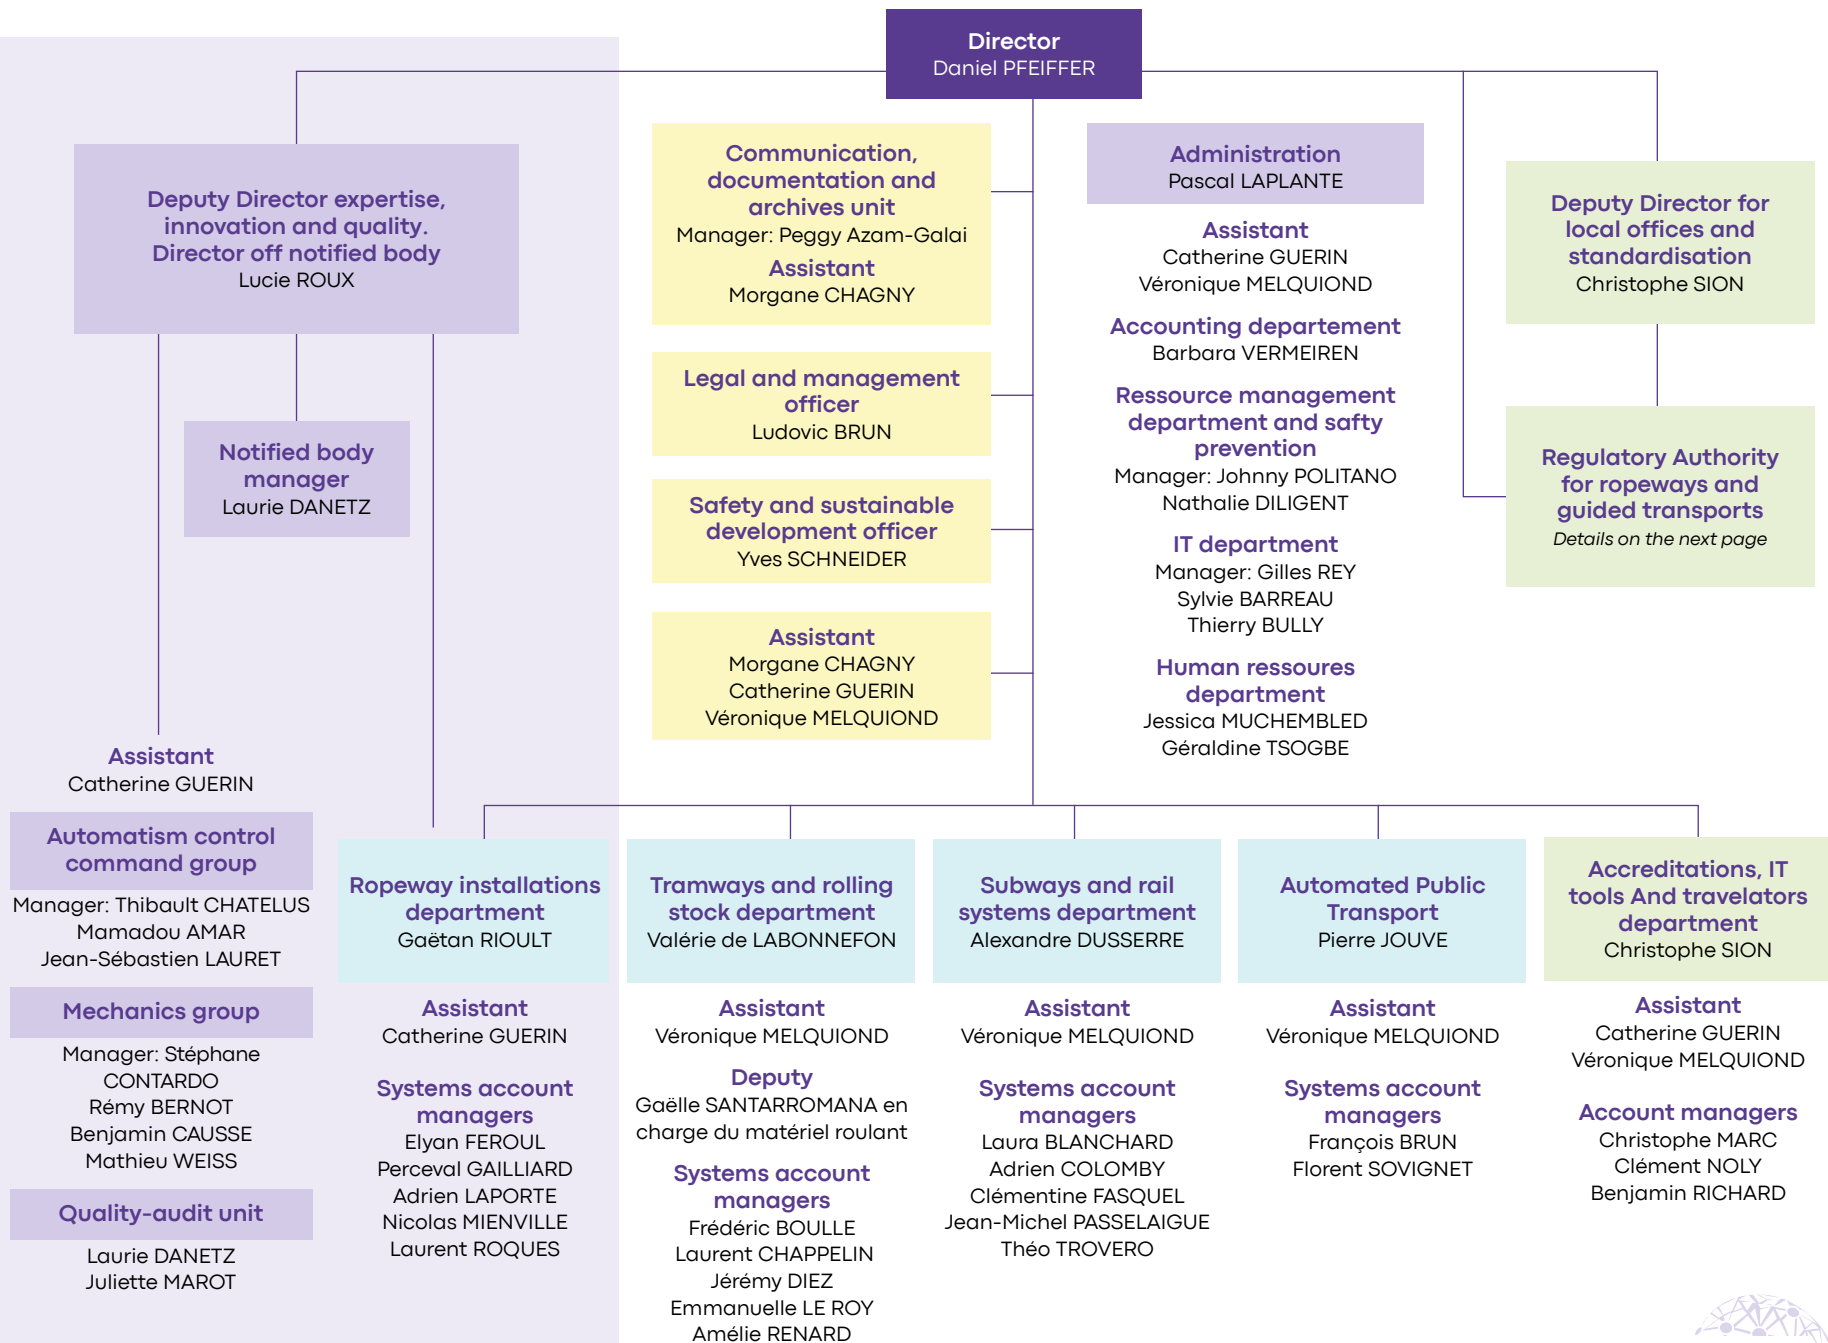 Director
Daniel PFEIFFER
Deputy Director expertise,
innovation and quality.
Director off notified body
Lucie ROUX
Notified body
manager
Laurie DANETZ
Communication,
documentation and
archives unit
Manager: Peggy Azam-Galai
Assistant
Morgane CHAGNY
Legal and management
officer
Ludovic BRUN
Safety and sustainable
development officer
Yves SCHNEIDER
Assistant
Morgane CHAGNY
Catherine GUERIN
Véronique MELQUIOND
Administration
Pascal LAPLANTE
Assistant
Catherine GUERIN
Véronique MELQUIOND
Accounting departement
Barbara VERMEIREN
Ressource management
department and safty
prevention
Manager: Johnny POLITANO
Nathalie DILIGENT
IT department
Manager: Gilles REY
Sylvie BARREAU
Thierry BULLY
Human ressoures
department
Jessica MUCHEMBLED
Géraldine TSOGBE
Deputy Director for
local offices and
standardisation
Christophe SION
Regulatory Authority
for ropeways and
guided transports
Details on the next page
Assistant
Catherine GUERIN
Automatism control
command group
Manager: Thibault CHATELUS
Mamadou AMAR
Jean-Sébastien LAURET
Mechanics group
Manager: Stéphane
CONTARDO
Rémy BERNOT
Benjamin CAUSSE
Mathieu WEISS
Quality-audit unit
Laurie DANETZ
Juliette MAROT
Ropeway installations
department
Gaëtan RIOULT
Assistant
Catherine GUERIN
Systems account
managers
Elyan FEROUL
Perceval GAILLIARD
Adrien LAPORTE
Nicolas MIENVILLE
Laurent ROQUES
Tramways and rolling
stock department
Valérie de LABONNEFON
Assistant
Véronique MELQUIOND
Deputy
Gaëlle SANTARROMANA en
charge du matériel roulant
Systems account
managers
Frédéric BOULLE
Laurent CHAPPELIN
Jérémy DIEZ
Emmanuelle LE ROY
Amélie RENARD
Subways and rail
systems department
Alexandre DUSSERRE
Assistant
Véronique MELQUIOND
Systems account
managers
Laura BLANCHARD
Adrien COLOMBY
Clémentine FASQUEL
Jean-Michel PASSELAIGUE
Théo TROVERO
Automated Public
Transport
Pierre JOUVE
Assistant
Véronique MELQUIOND
Systems account
managers
François BRUN
Florent SOVIGNET
Accreditations, IT
tools And travelators
department
Christophe SION
Assistant
Catherine GUERIN
Véronique MELQUIOND
Account managers
Christophe MARC
Clément NOLY
Benjamin RICHARD